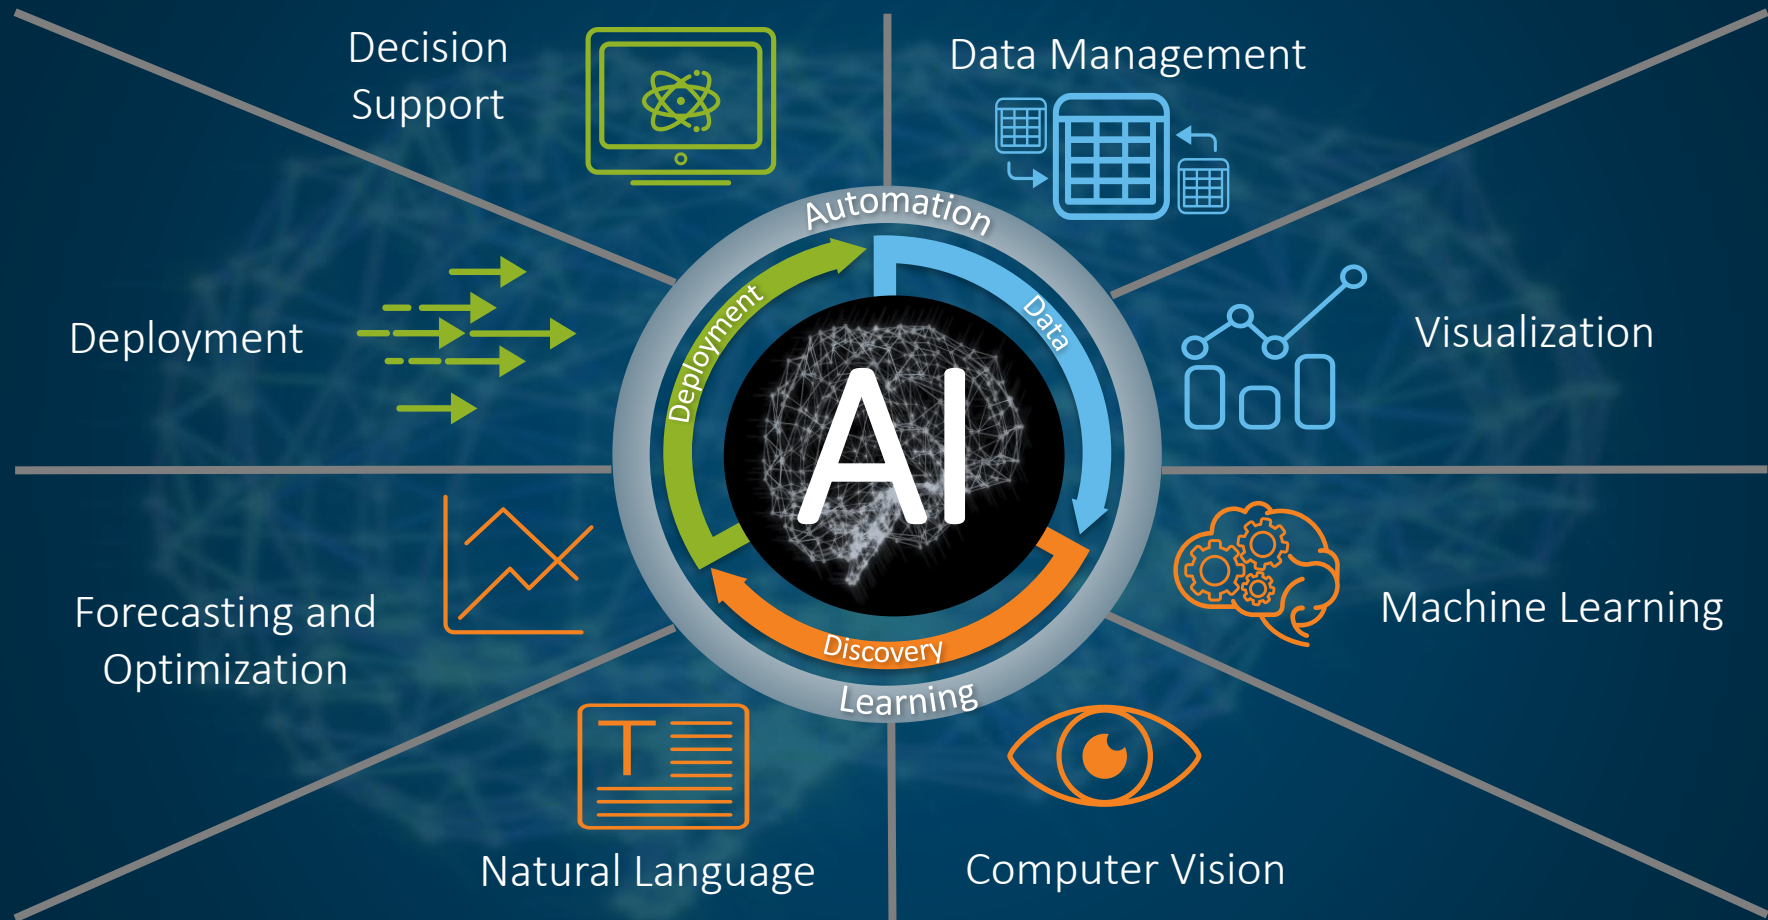 Decision
Support
Data Management
Automation
Deployment
Data
Deployment
Visualization
AI
Forecasting and
Optimization
Machine Learning
Discovery
Learning
T
Natural Language
Computer Vision